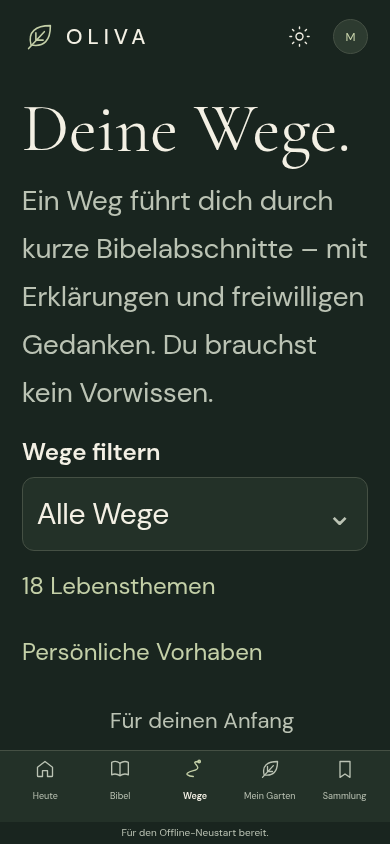 OLIVA
M
Deine Wege.
Ein Weg führt dich durch
kurze Bibelabschnitte – mit
Erklärungen und freiwilligen
Gedanken. Du brauchst
kein Vorwissen.
Wege filtern
Alle Wege
18 Lebensthemen
Persönliche Vorhaben
Für deinen Anfang
Heute
Bibel
Wege
Mein Garten
Sammlung
Für den Offline-Neustart bereit.